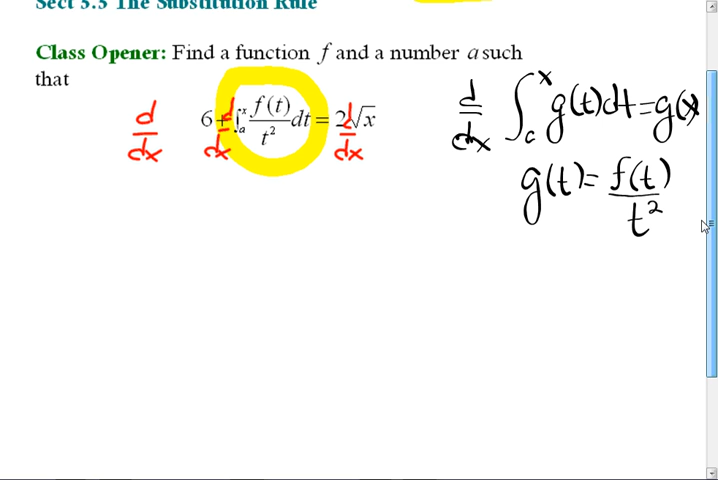 Sect 5.5 The Substitution Rule
Class Opener: Find a function f and a number a such
that
d/dx 6 + d/dx ∫_a^x f(t)/t² dt = d/dx 2√x
d/dx ∫_c^x g(t)dt = g(x)
g(t) = f(t)/t²